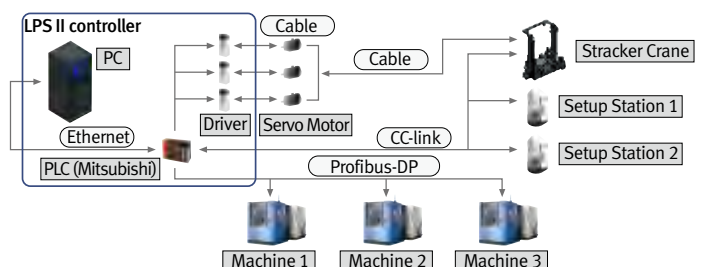 LPS II controller
PC
Cable
Cable
Stracker Crane
Ethernet
Driver
Servo Motor
Setup Station 1
CC-link
PLC (Mitsubishi)
Setup Station 2
Profibus-DP
Machine 1
Machine 2
Machine 3